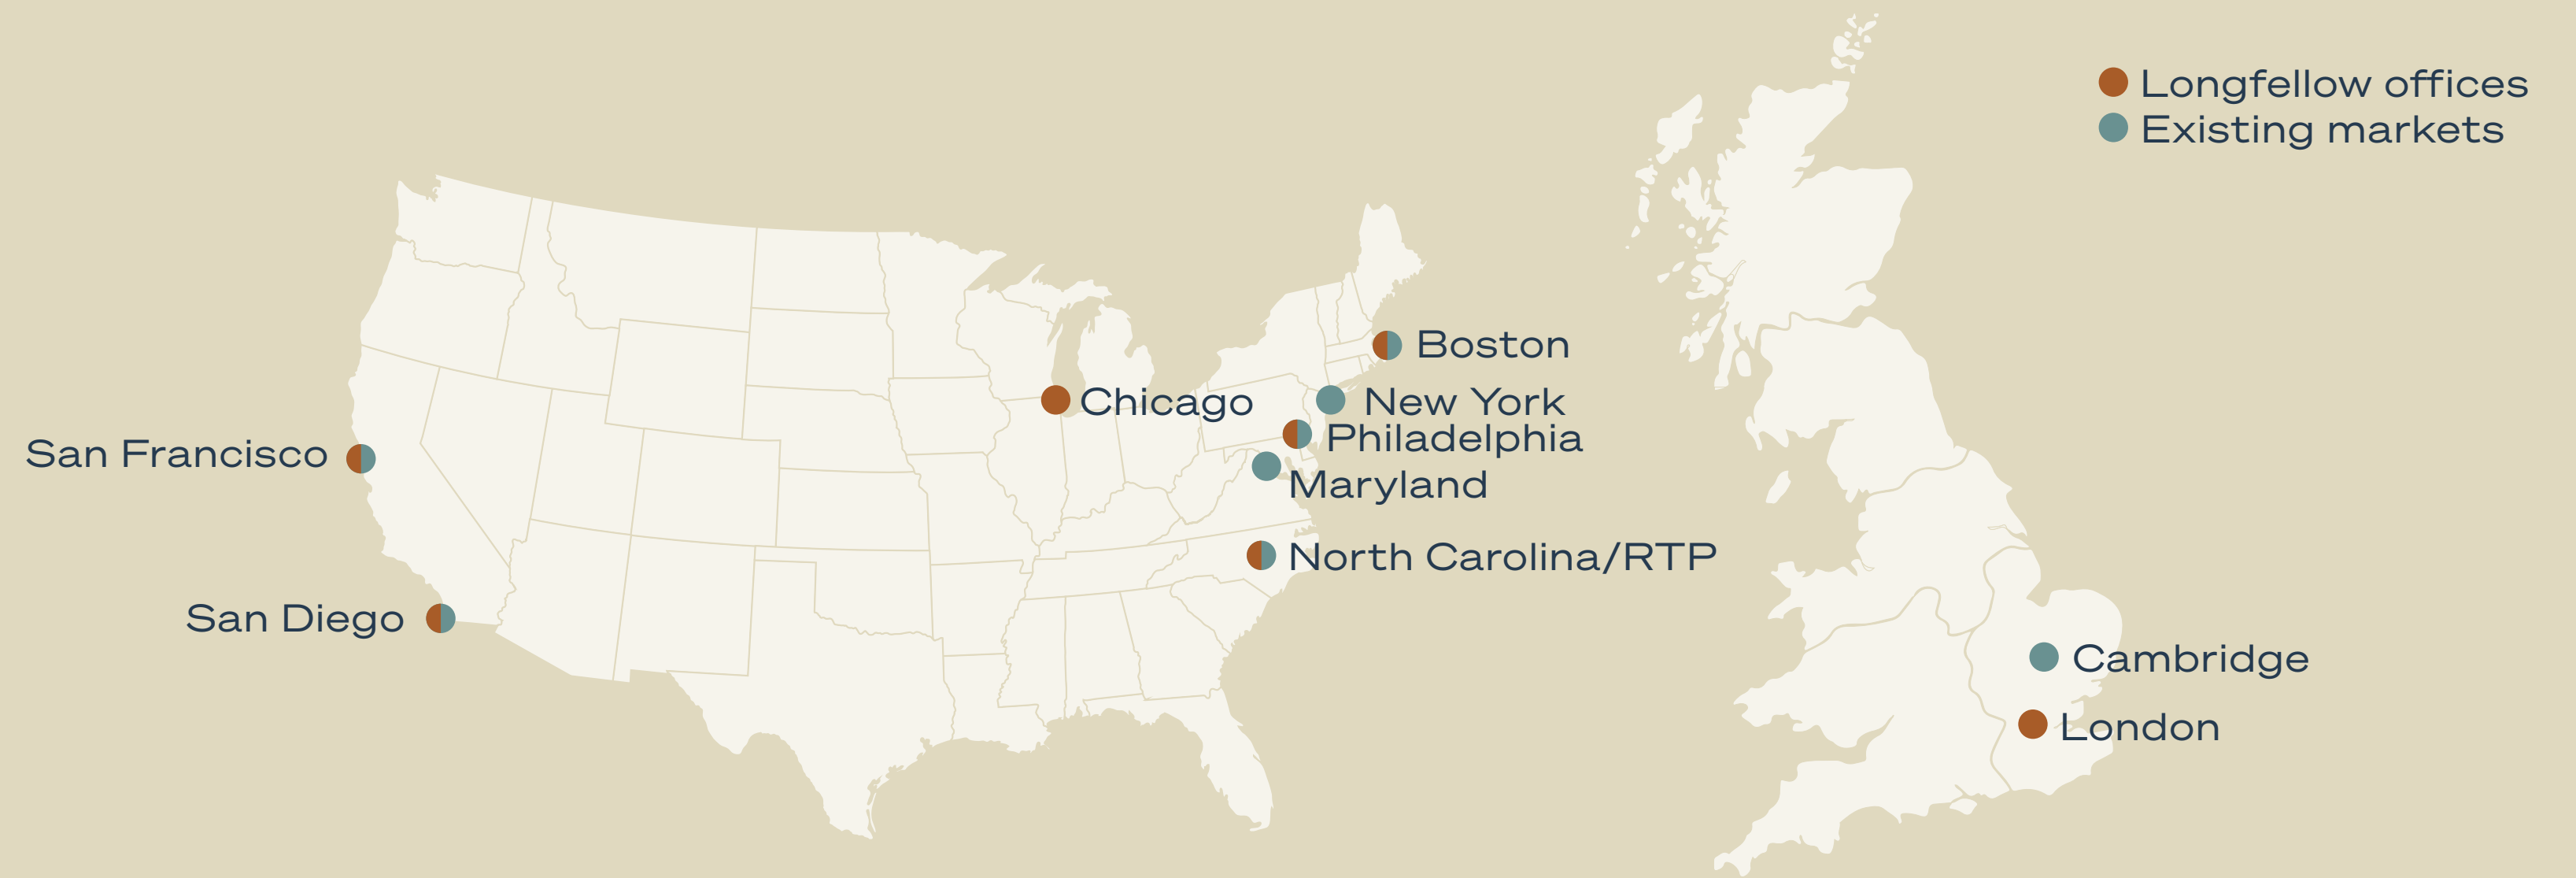 Longfellow offices
Existing markets
Boston
Chicago
New York
Philadelphia
San Francisco
Maryland
North Carolina/RTP
San Diego
Cambridge
London